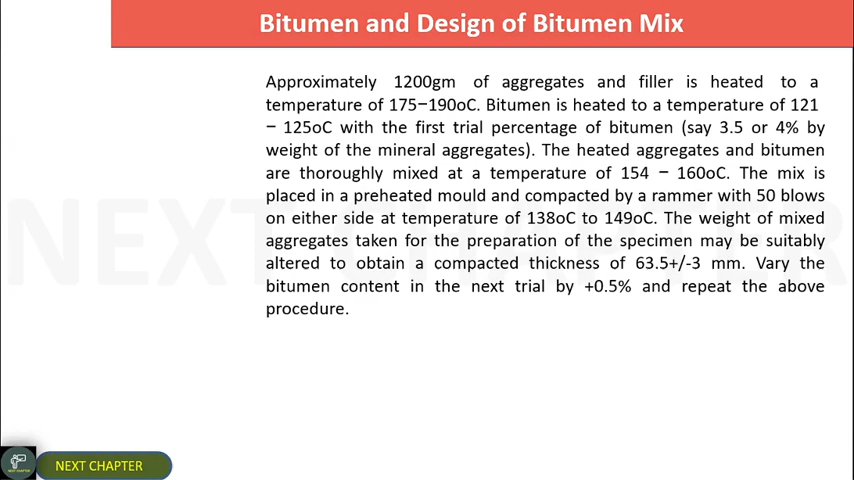 Bitumen and Design of Bitumen Mix
Approximately 1200gm of aggregates and filler is heated to a
temperature of 175−190oC. Bitumen is heated to a temperature of 121
− 125oC with the first trial percentage of bitumen (say 3.5 or 4% by
weight of the mineral aggregates). The heated aggregates and bitumen
are thoroughly mixed at a temperature of 154 − 160oC. The mix is
placed in a preheated mould and compacted by a rammer with 50 blows
on either side at temperature of 138oC to 149oC. The weight of mixed
aggregates taken for the preparation of the specimen may be suitably
altered to obtain a compacted thickness of 63.5+/-3 mm. Vary the
bitumen content in the next trial by +0.5% and repeat the above
procedure.
NEXT CHAPTER
NEXT CHAPTER